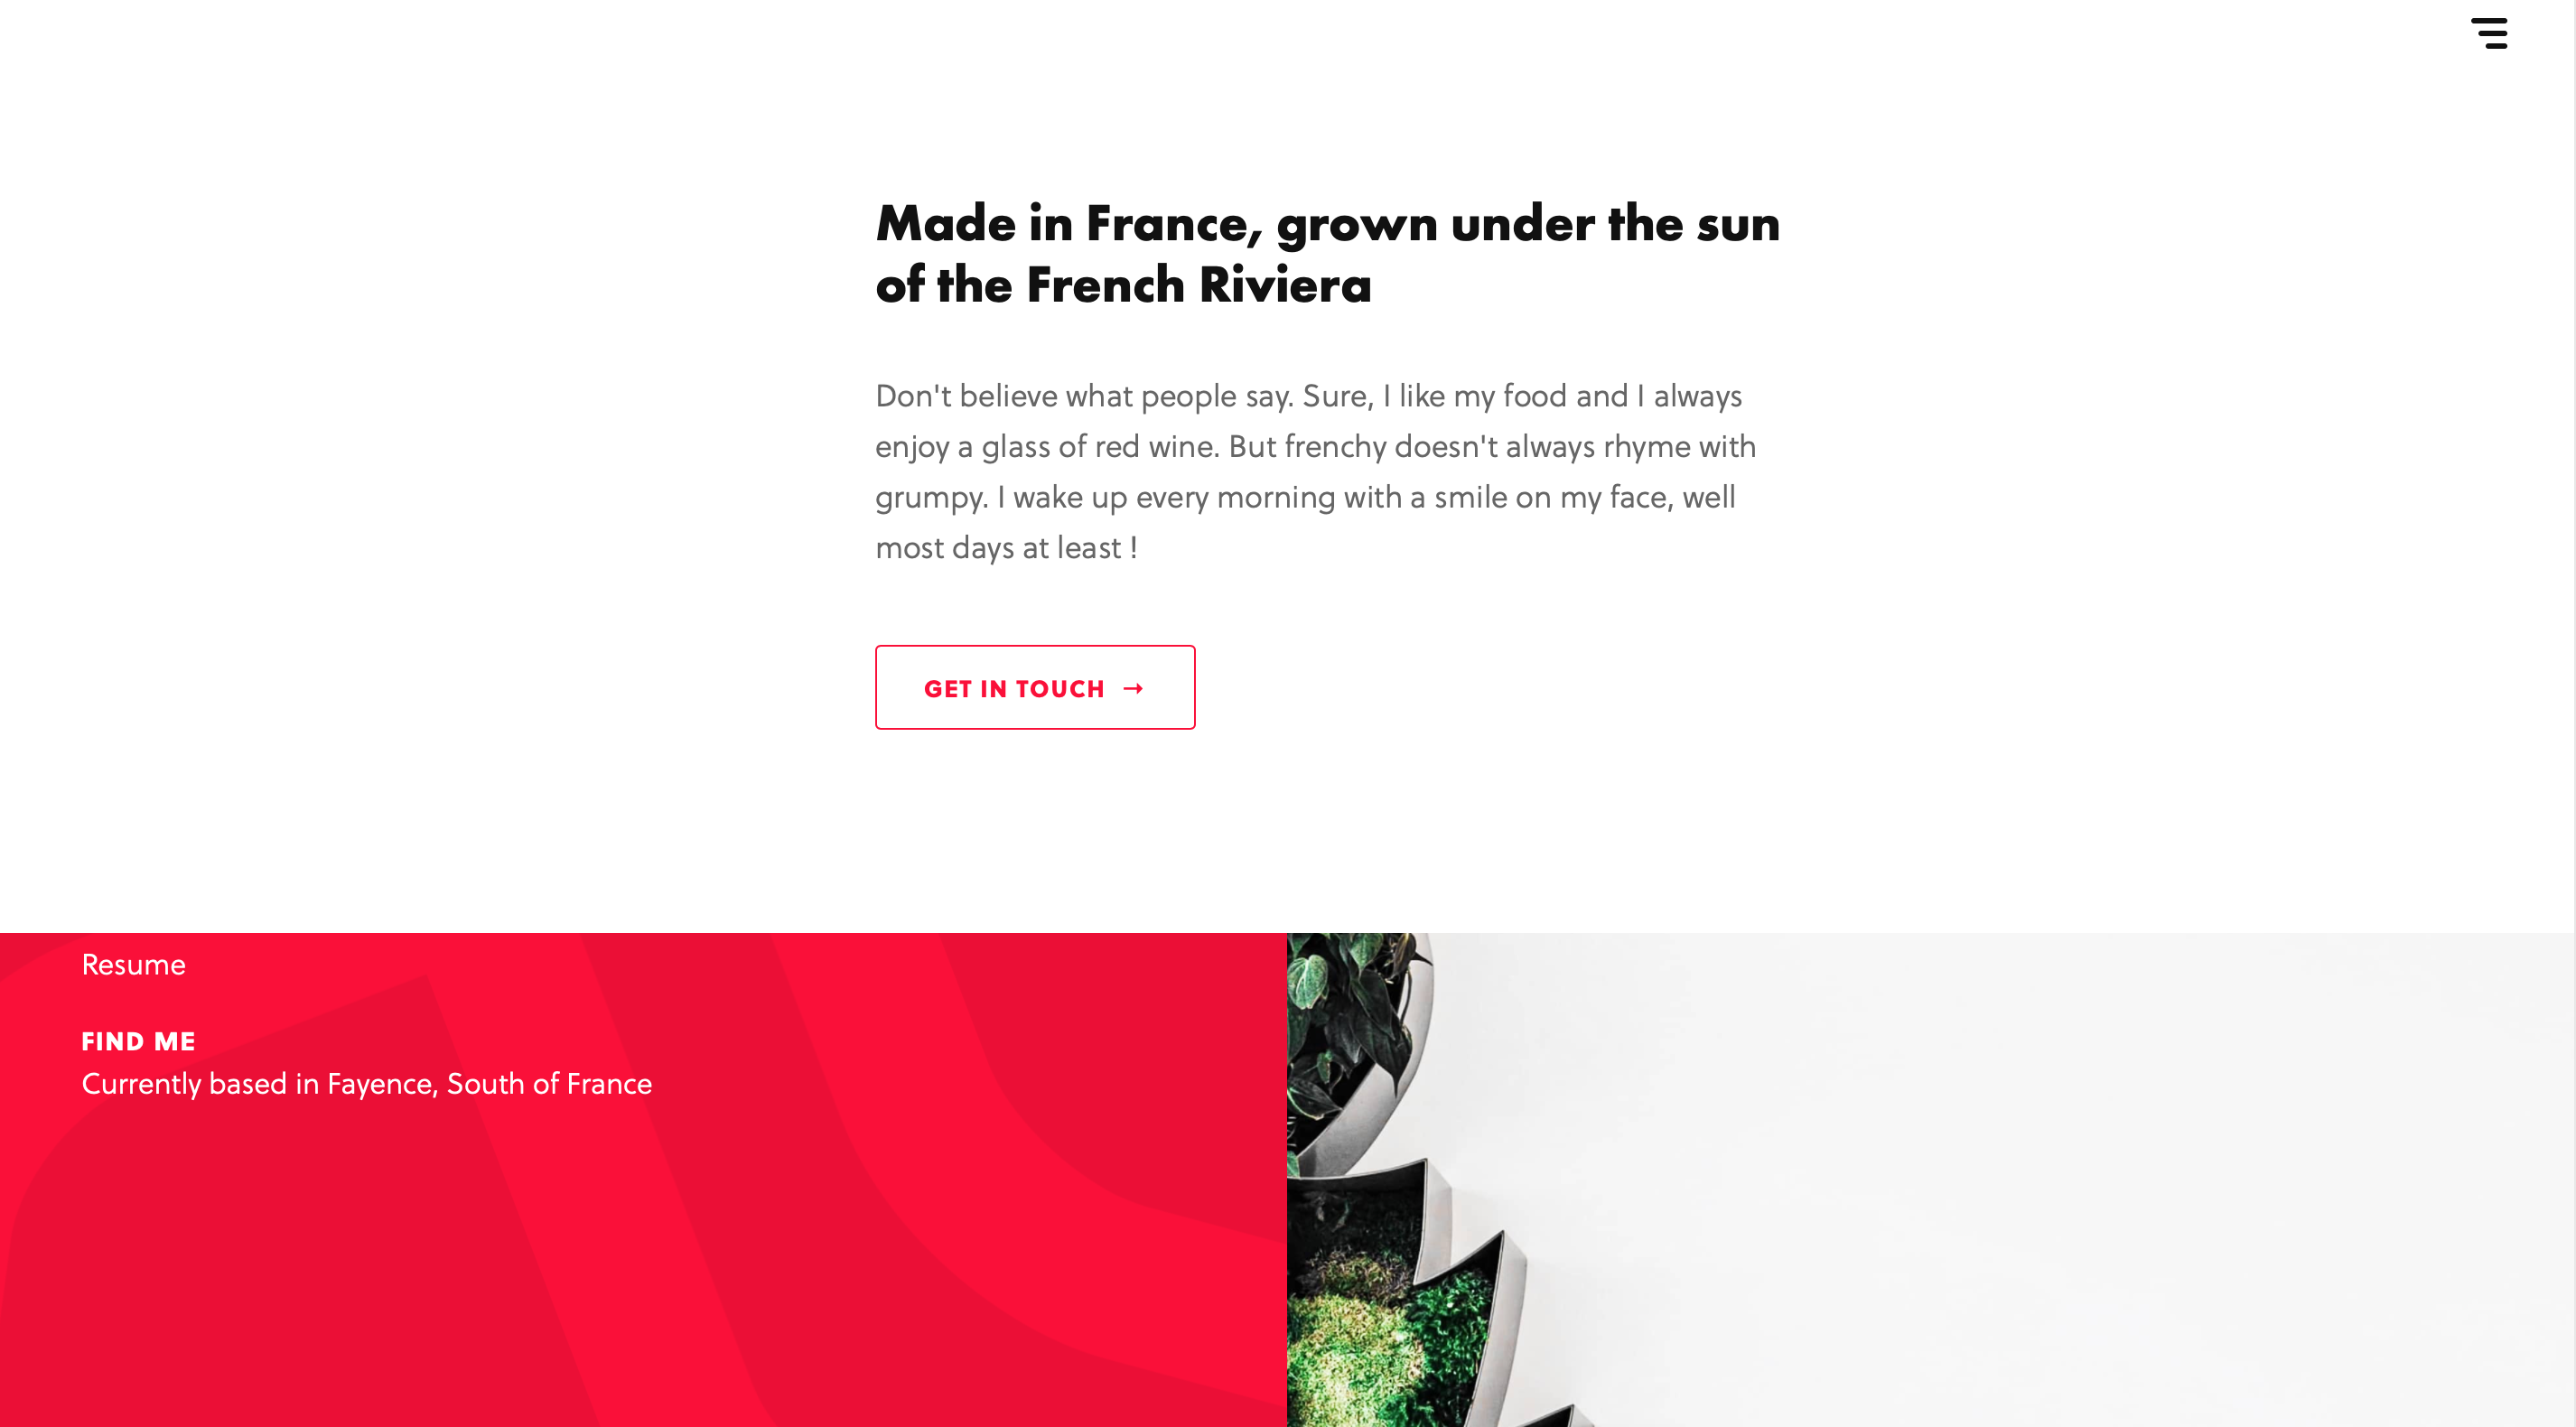 Made in France, grown under the sun
of the French Riviera
Don't believe what people say. Sure, I like my food and I always
enjoy a glass of red wine. But frenchy doesn't always rhyme with
grumpy. I wake up every morning with a smile on my face, well
most days at least !
GET IN TOUCH →
Resume
FIND ME
Currently based in Fayence, South of France